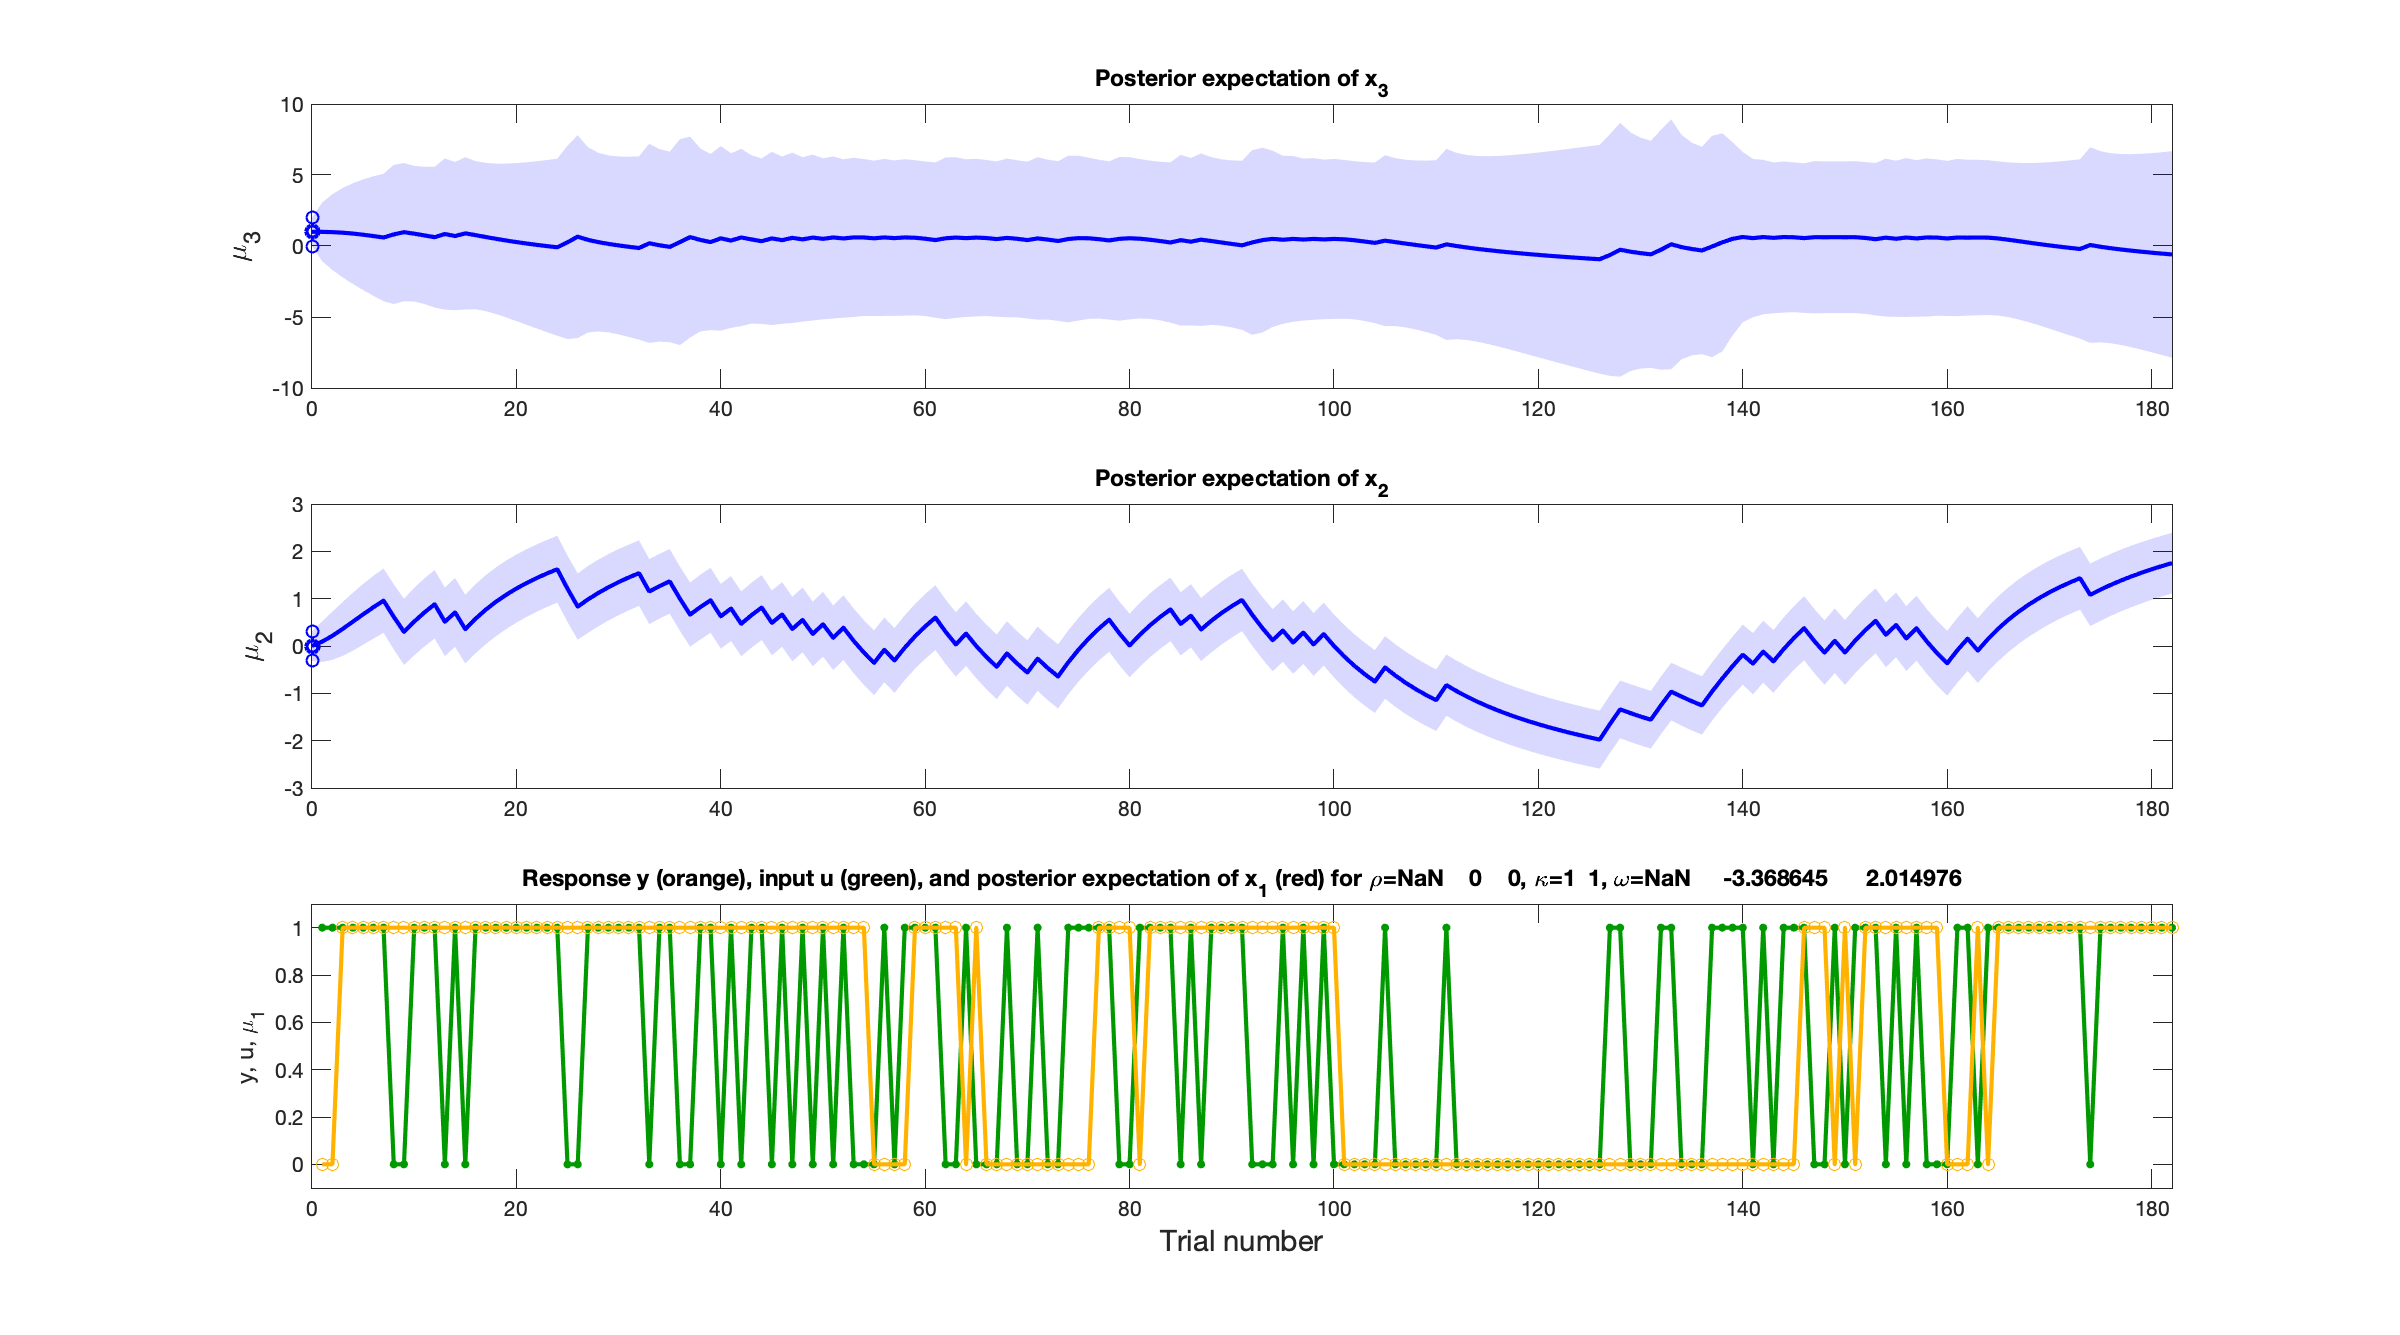 Posterior expectation of x3
10
5
0
-5
-10
μ3
0 20 40 60 80 100 120 140 160 180
Posterior expectation of x2
3
2
1
0
-1
-2
-3
μ2
0 20 40 60 80 100 120 140 160 180
Response y (orange), input u (green), and posterior expectation of x1 (red) for ρ=NaN 0 0, κ=1 1, ω=NaN -3.368645 2.014976
1
0.8
0.6
0.4
0.2
0
y, u, μ1
0 20 40 60 80 100 120 140 160 180
Trial number